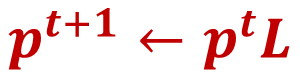 p^{t+1} ← p^t L